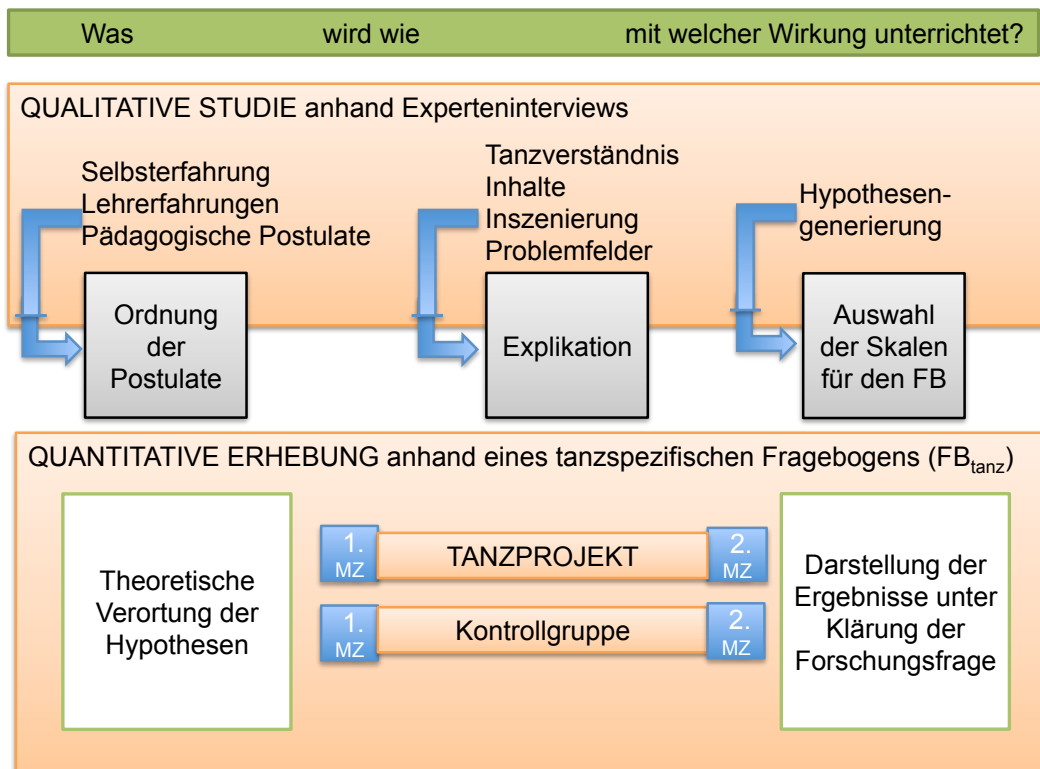 Was wird wie mit welcher Wirkung unterrichtet?
QUALITATIVE STUDIE anhand Experteninterviews
Selbsterfahrung
Lehrerfahrungen
Pädagogische Postulate
Tanzverständnis
Inhalte
Inszenierung
Problemfelder
Hypothesen-
generierung
Ordnung
der
Postulate
Explikation
Auswahl
der Skalen
für den FB
QUANTITATIVE ERHEBUNG anhand eines tanzspezifischen Fragebogens (FBtanz)
Theoretische
Verortung der
Hypothesen
1.
MZ
TANZPROJEKT
2.
MZ
1.
MZ
Kontrollgruppe
2.
MZ
Darstellung der
Ergebnisse unter
Klärung der
Forschungsfrage